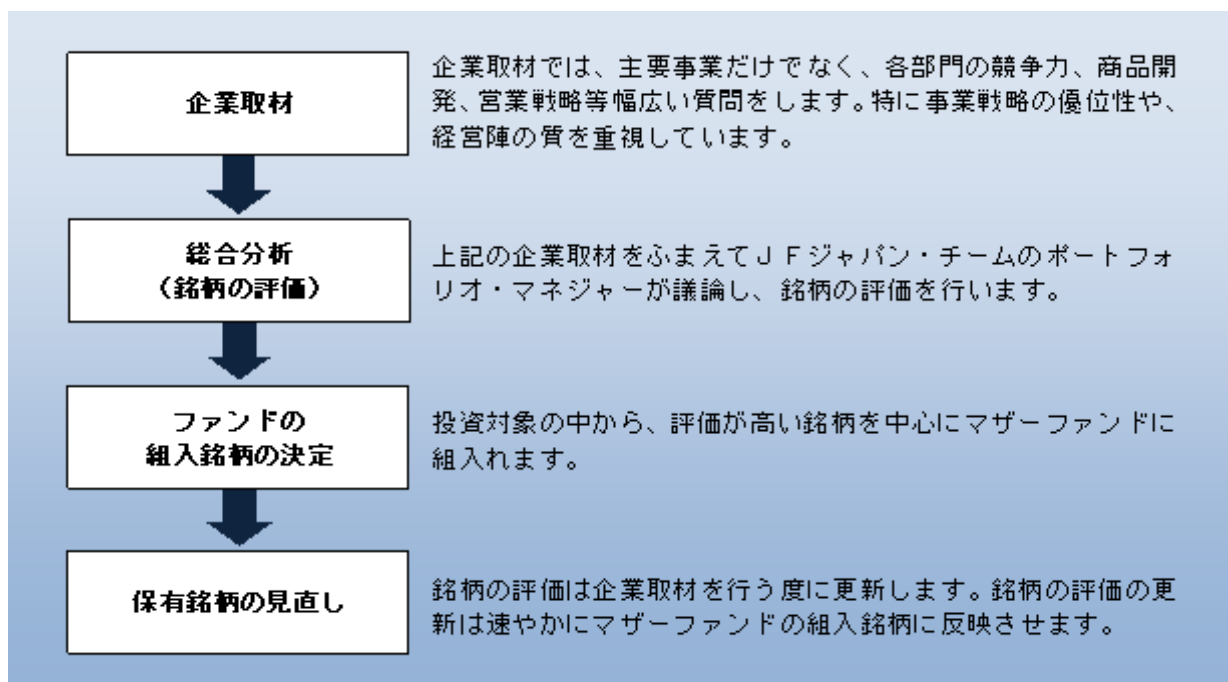 企業取材
企業取材では、主要事業だけでなく、各部門の競争力、商品開
発、営業戦略等幅広い質問をします。特に事業戦略の優位性や、
経営陣の質を重視しています。
総合分析
（銘柄の評価）
上記の企業取材をふまえてＪＦジャパン・チームのポートフォ
リオ・マネジャーが議論し、銘柄の評価を行います。
ファンドの
組入銘柄の決定
投資対象の中から、評価が高い銘柄を中心にマザーファンドに
組入れます。
保有銘柄の見直し
銘柄の評価は企業取材を行う度に更新します。銘柄の評価の更
新は速やかにマザーファンドの組入銘柄に反映させます。